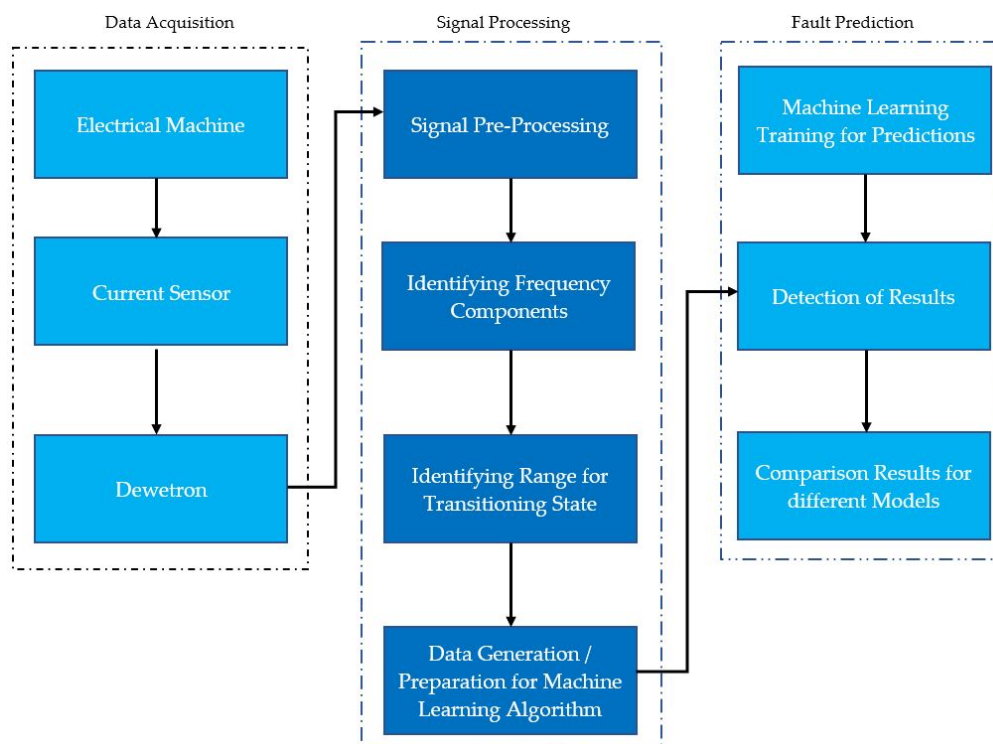 Data Acquisition
Electrical Machine
Current Sensor
Dewetron
Signal Processing
Signal Pre-Processing
Identifying Frequency
Components
Identifying Range for
Transitioning State
Data Generation /
Preparation for Machine
Learning Algorithm
Fault Prediction
Machine Learning
Training for Predictions
Detection of Results
Comparison Results for
different Models